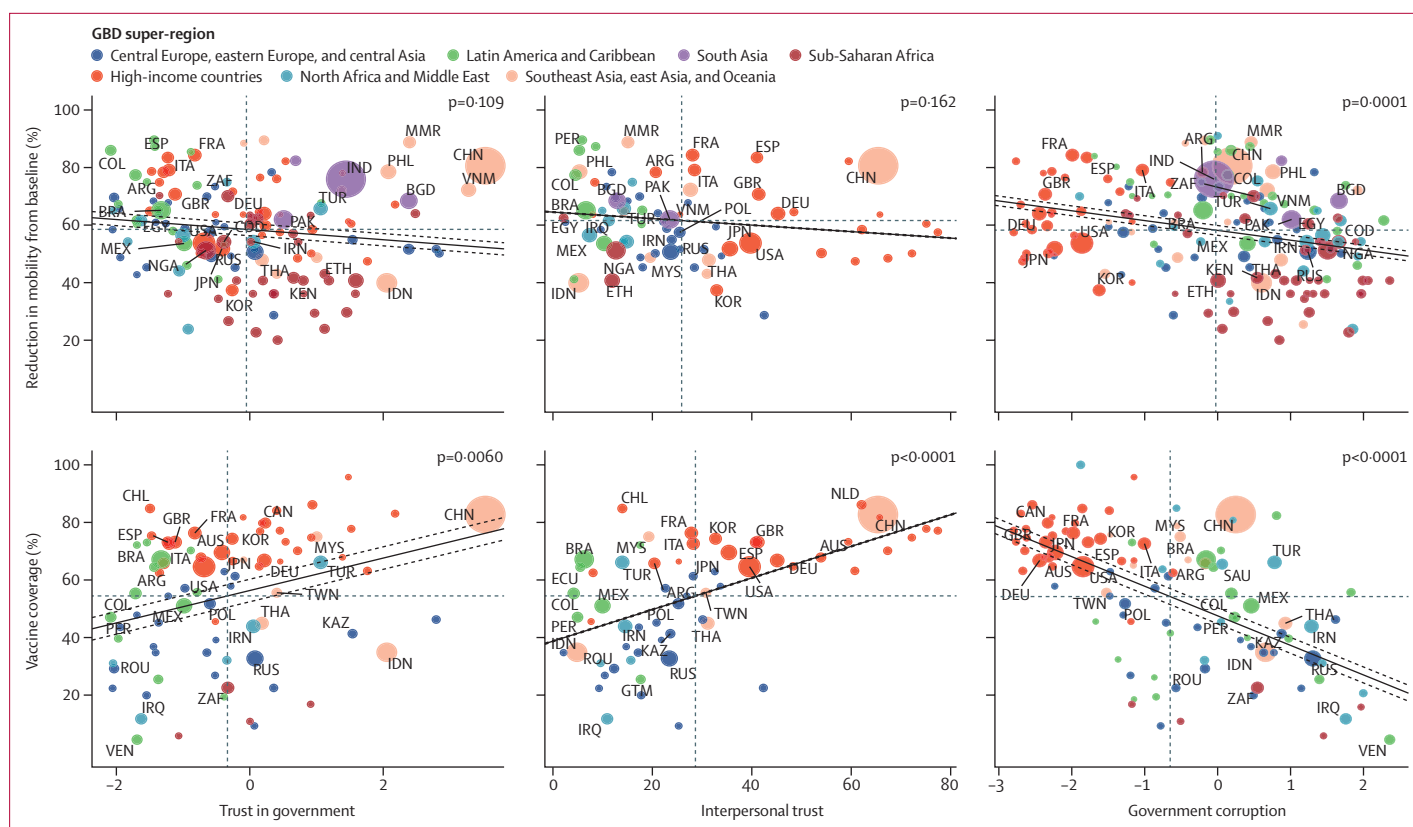 GBD super-region
Central Europe, eastern Europe, and central Asia Latin America and Caribbean South Asia Sub-Saharan Africa
High-income countries North Africa and Middle East Southeast Asia, east Asia, and Oceania
Reduction in mobility from baseline (%)
100
80
60
40
20
p=0·109
COL
ESP
FRA
ITA
ARG
ZAF
BRA
GBR
DEU
EGY
USA
COD
MEX
NGA
JPN
RUS
KOR
THA
KEN
ETH
IRN
PAK
TUR
IND
MMR
PHL
BGD
CHN
VNM
IDN
p=0·162
PER
MMR
FRA
ESP
PHL
ARG
ITA
CHN
COL
BGD
PAK
GBR
BRA
TUR
VNM
POL
DEU
EGY
IRN
RUS
JPN
MEX
USA
NGA
MYS
THA
IDN
ETH
KOR
p=0·0001
FRA
ARG
MMR
ESP
IND
CHN
PHL
GBR
ITA
ZAF
COL
TUR
VNM
BGD
DEU
USA
BRA
PAK
EGY
COD
JPN
MEX
IRN
NGA
KOR
KEN
THA
RUS
ETH
IDN
Vaccine coverage (%)
100
80
60
40
20
p=0·0060
CHL
GBR
FRA
CAN
CHN
ESP
KOR
BRA
ITA
JPN
MYS
ARG
DEU
TUR
USA
COL
MEX
POL
TWN
THA
PER
IRN
KAZ
ROU
RUS
IDN
ZAF
IRQ
VEN
−2
0
2
Trust in government
p<0·0001
CHL
NLD
FRA
KOR
GBR
CHN
BRA
MYS
ITA
ESP
AUS
ECU
TUR
JPN
DEU
USA
COL
MEX
ARG
TWN
PER
POL
THA
IDN
IRN
KAZ
ROU
RUS
GTM
IRQ
0
20
40
60
80
Interpersonal trust
p<0·0001
CAN
FRA
MYS
CHN
GBR
JPN
KOR
BRA
TUR
ESP
ITA
AUS
USA
ARG
SAU
DEU
TWN
COL
MEX
PER
THA
KAZ
IRN
IDN
RUS
ROU
ZAF
IRQ
VEN
−3
−2
−1
0
1
2
Government corruption